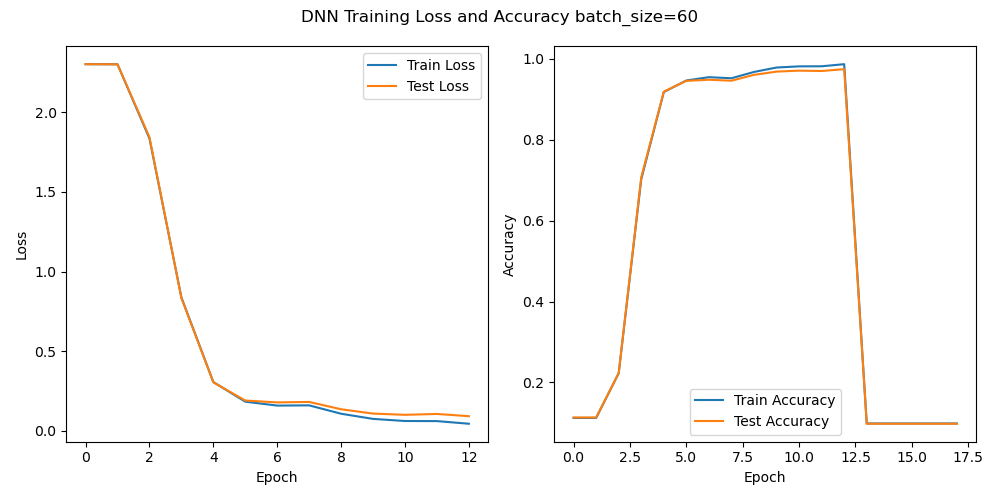 DNN Training Loss and Accuracy batch_size=60
Train Loss
Test Loss
2.0
1.5
1.0
0.5
0.0
Loss
0 2 4 6 8 10 12
Epoch
1.0
0.8
0.6
0.4
0.2
Accuracy
Train Accuracy
Test Accuracy
0.0 2.5 5.0 7.5 10.0 12.5 15.0 17.5
Epoch